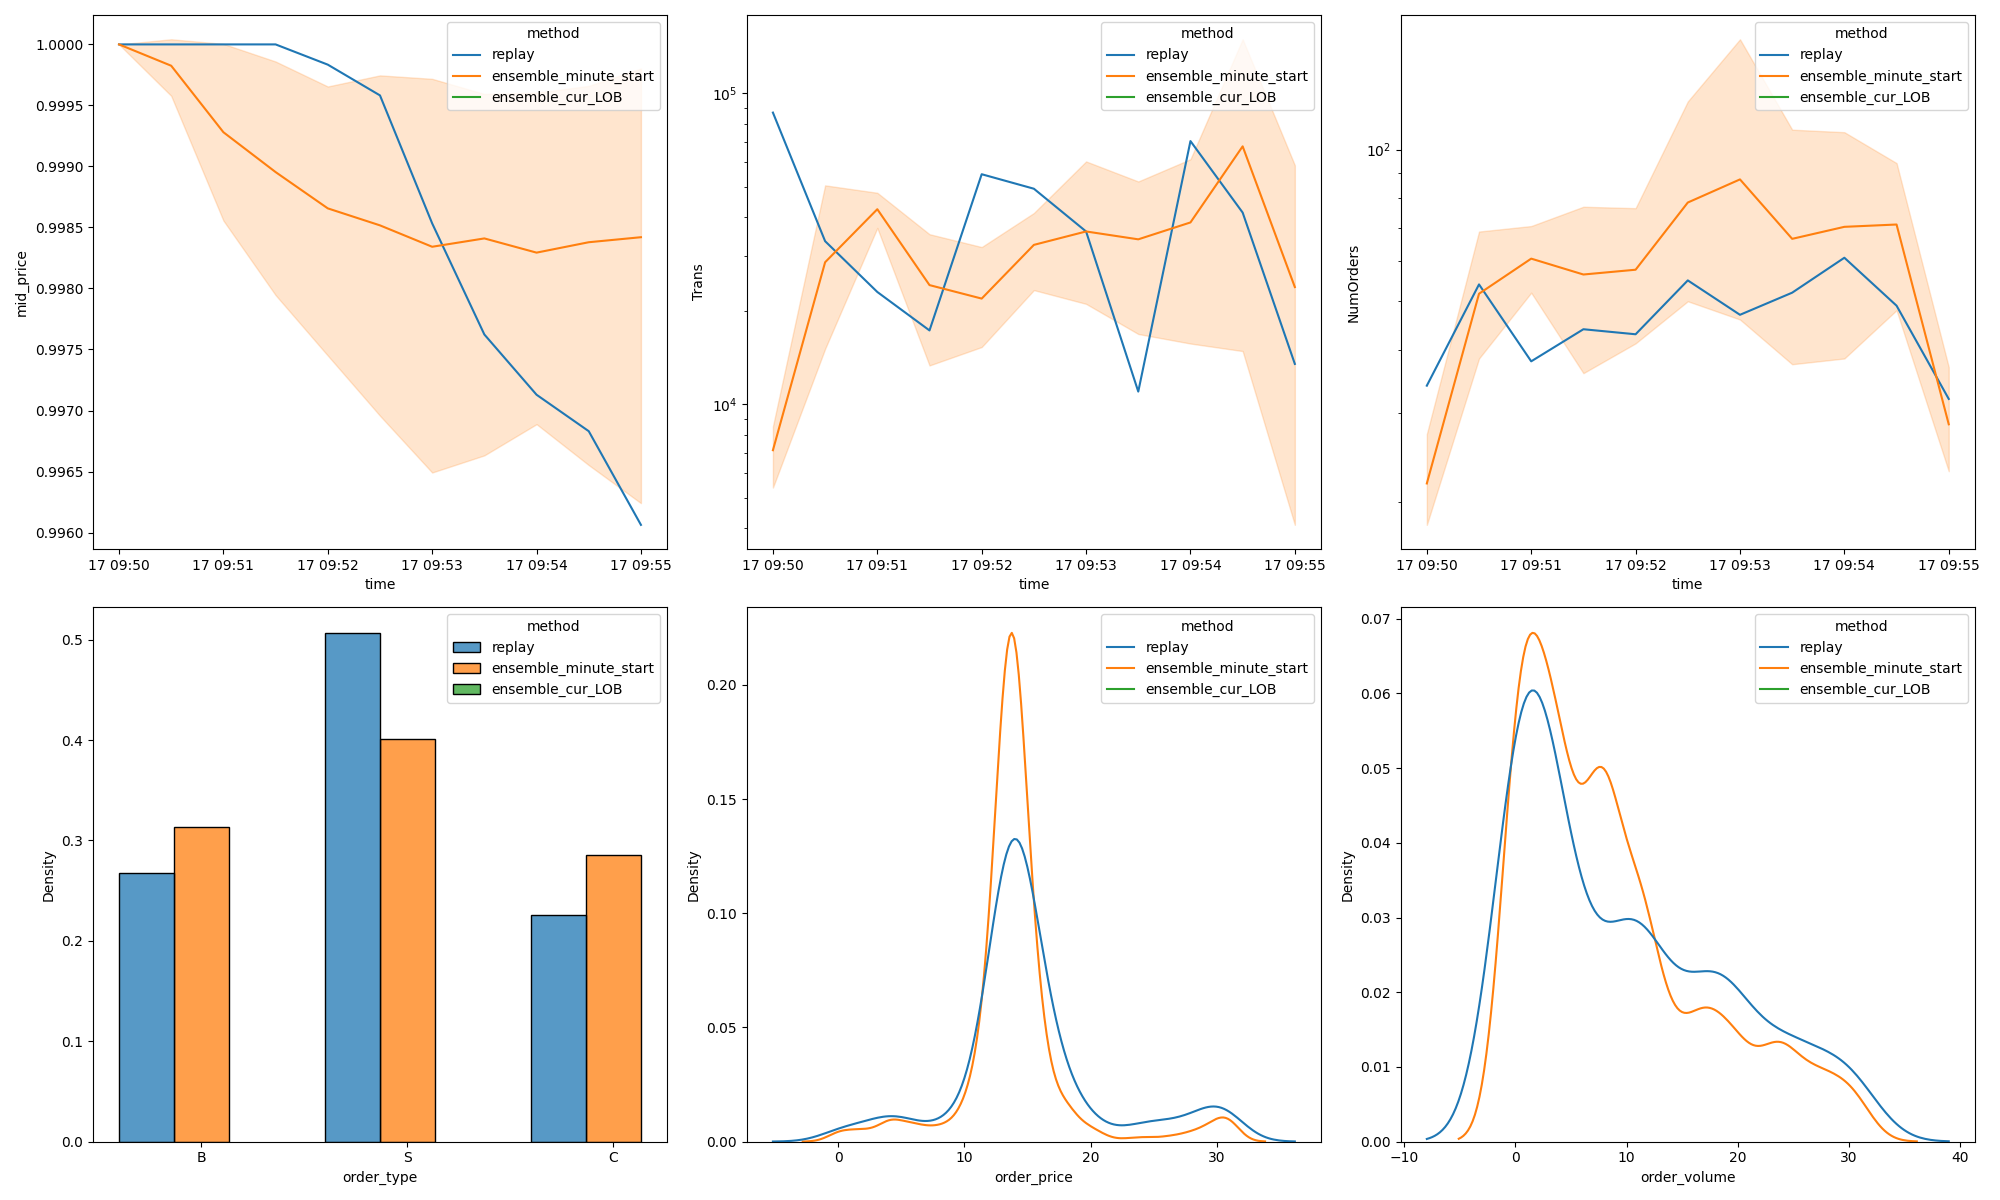 method
replay
ensemble_minute_start
ensemble_cur_LOB
1.0000
0.9995
0.9990
0.9985
0.9980
0.9975
0.9970
0.9965
0.9960
mid_price
17 09:50 17 09:51 17 09:52 17 09:53 17 09:54 17 09:55
time
method
replay
ensemble_minute_start
ensemble_cur_LOB
10⁵
10⁴
Trans
17 09:50 17 09:51 17 09:52 17 09:53 17 09:54 17 09:55
time
method
replay
ensemble_minute_start
ensemble_cur_LOB
10²
NumOrders
17 09:50 17 09:51 17 09:52 17 09:53 17 09:54 17 09:55
time
method
replay
ensemble_minute_start
ensemble_cur_LOB
0.5
0.4
0.3
0.2
0.1
0.0
Density
B S C
order_type
method
replay
ensemble_minute_start
ensemble_cur_LOB
0.20
0.15
0.10
0.05
0.00
Density
0 10 20 30
order_price
method
replay
ensemble_minute_start
ensemble_cur_LOB
0.07
0.06
0.05
0.04
0.03
0.02
0.01
0.00
Density
−10 0 10 20 30 40
order_volume